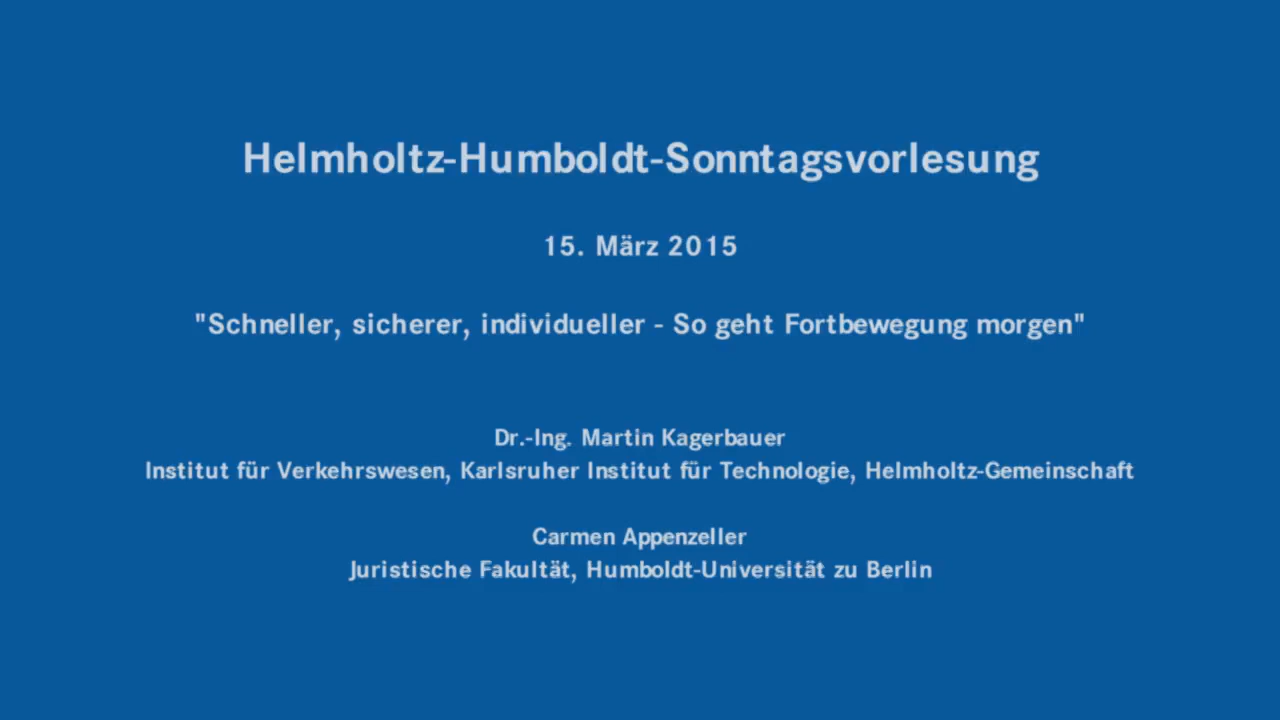 Helmholtz-Humboldt-Sonntagsvorlesung
15. März 2015
"Schneller, sicherer, individueller - So geht Fortbewegung morgen"
Dr.-Ing. Martin Kagerbauer
Institut für Verkehrswesen, Karlsruher Institut für Technologie, Helmholtz-Gemeinschaft
Carmen Appenzeller
Juristische Fakultät, Humboldt-Universität zu Berlin